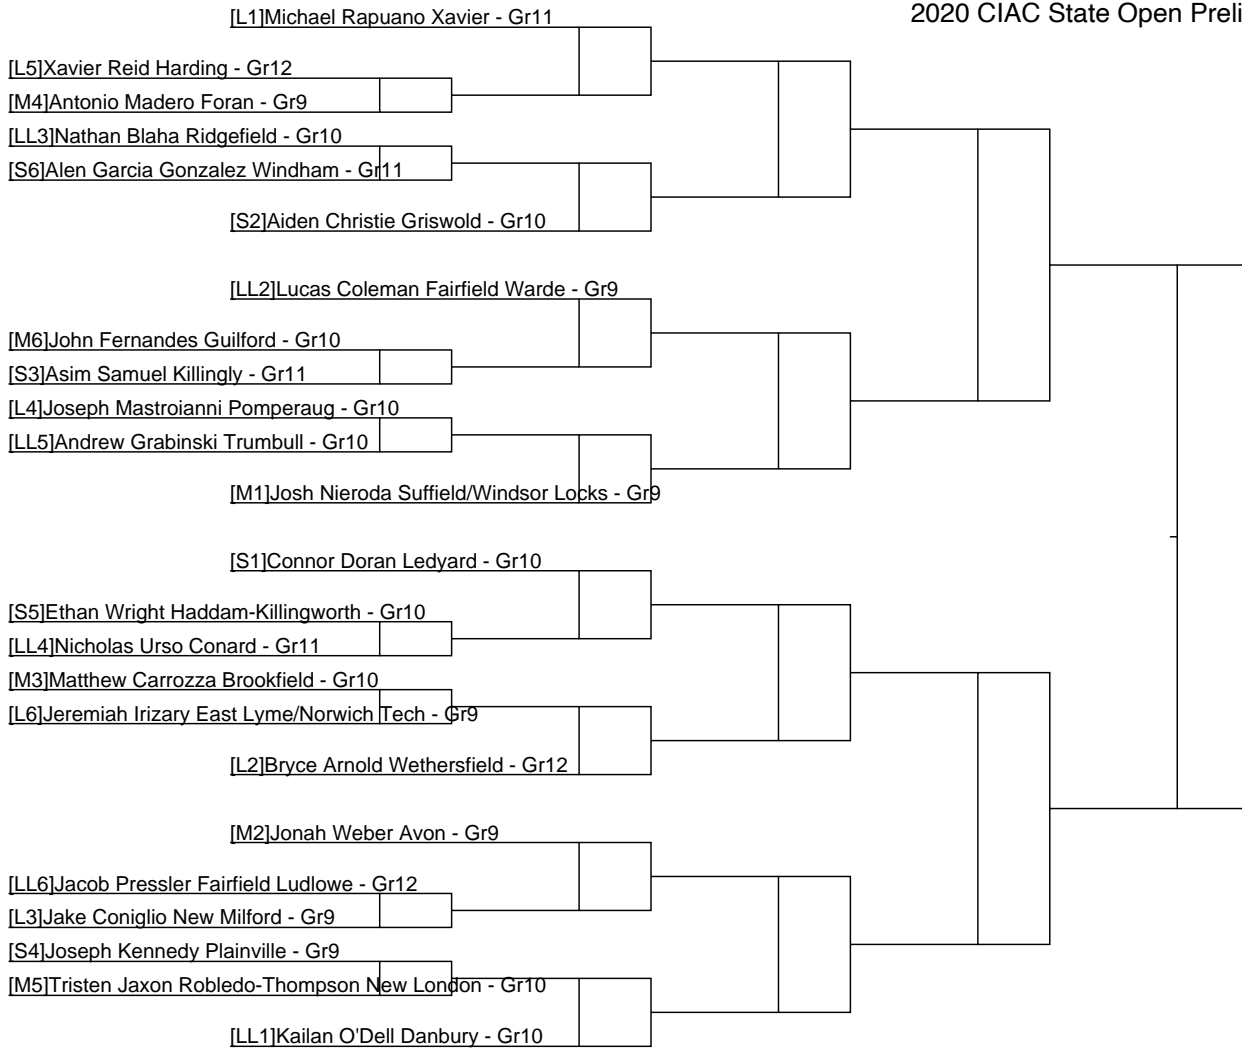 2020 CIAC State Open Preli
[L1]Michael Rapuano Xavier - Gr11
[L5]Xavier Reid Harding - Gr12
[M4]Antonio Madero Foran - Gr9
[LL3]Nathan Blaha Ridgefield - Gr10
[S6]Alen Garcia Gonzalez Windham - Gr11
[S2]Aiden Christie Griswold - Gr10
[LL2]Lucas Coleman Fairfield Warde - Gr9
[M6]John Fernandes Guilford - Gr10
[S3]Asim Samuel Killingly - Gr11
[L4]Joseph Mastroianni Pomperaug - Gr10
[LL5]Andrew Grabinski Trumbull - Gr10
[M1]Josh Nieroda Suffield/Windsor Locks - Gr9
[S1]Connor Doran Ledyard - Gr10
[S5]Ethan Wright Haddam-Killingworth - Gr10
[LL4]Nicholas Urso Conard - Gr11
[M3]Matthew Carrozza Brookfield - Gr10
[L6]Jeremiah Irizary East Lyme/Norwich Tech - Gr9
[L2]Bryce Arnold Wethersfield - Gr12
[M2]Jonah Weber Avon - Gr9
[LL6]Jacob Pressler Fairfield Ludlowe - Gr12
[L3]Jake Coniglio New Milford - Gr9
[S4]Joseph Kennedy Plainville - Gr9
[M5]Tristen Jaxon Robledo-Thompson New London - Gr10
[LL1]Kailan O'Dell Danbury - Gr10